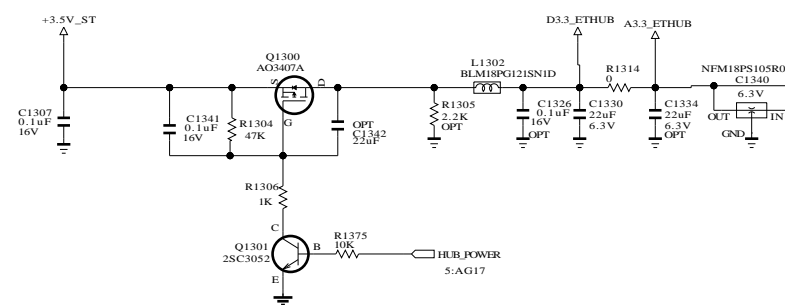 +3.5V_ST
D3.3_ETHUB
A3.3_ETHUB
Q1300
AO3407A
S
D
G
L1302
BLM18PG121SN1D
R1314
0
NFM18PS105R0
C1340
6.3V
OUT
IN
GND
C1307
0.1uF
16V
C1341
0.1uF
16V
R1304
47K
OPT
C1342
22uF
R1305
2.2K
OPT
C1326
0.1uF
16V
OPT
C1330
22uF
6.3V
C1334
22uF
6.3V
OPT
R1306
1K
C
Q1301
2SC3052
B
E
R1375
10K
HUB_POWER
5:AG17